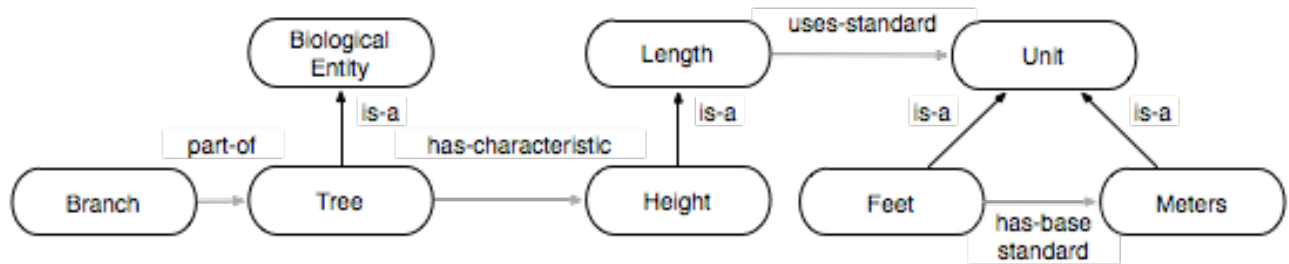 Biological
Entity
Length
uses-standard
Unit
is-a
is-a
is-a
is-a
part-of
has-characteristic
Branch
Tree
Height
Feet
has-base
standard
Meters